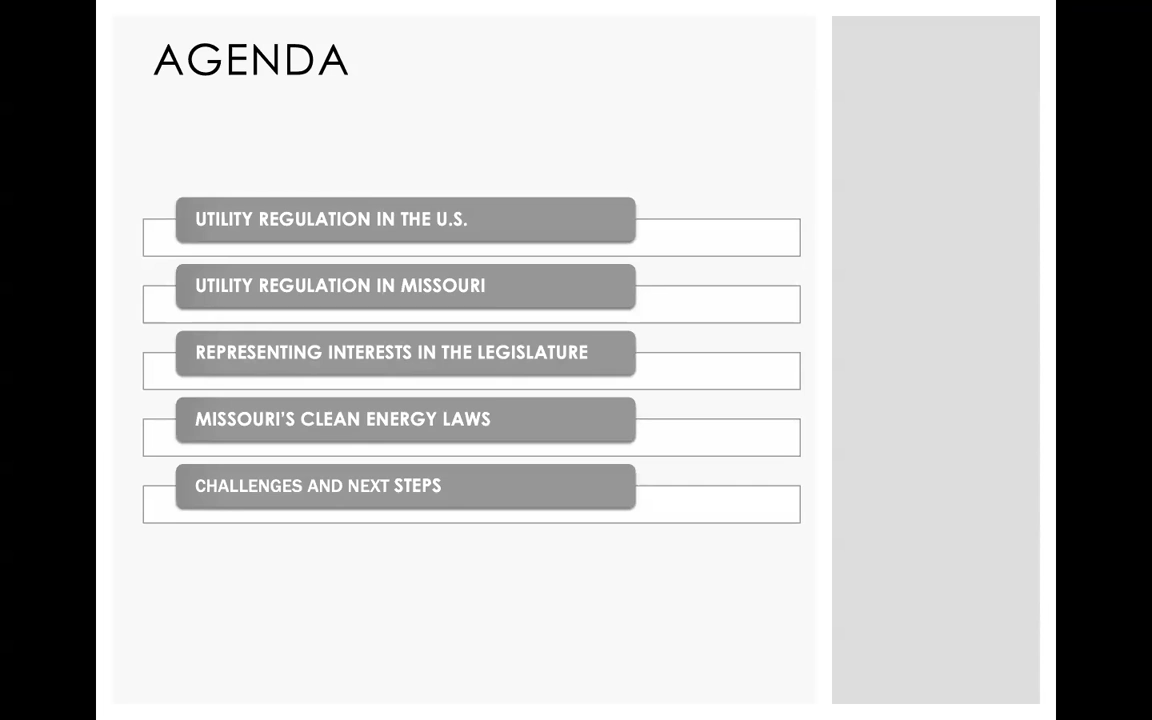 AGENDA
UTILITY REGULATION IN THE U.S.
UTILITY REGULATION IN MISSOURI
REPRESENTING INTERESTS IN THE LEGISLATURE
MISSOURI'S CLEAN ENERGY LAWS
CHALLENGES AND NEXT STEPS